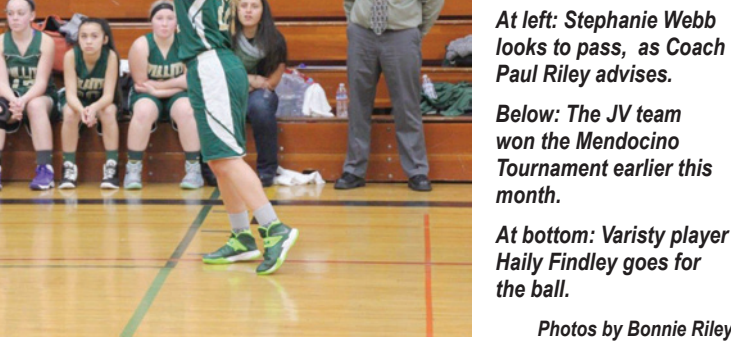 At left: Stephanie Webb
looks to pass, as Coach
Paul Riley advises.
Below: The JV team
won the Mendocino
Tournament earlier this
month.
At bottom: Varisty player
Haily Findley goes for
the ball.
Photos by Bonnie Riley